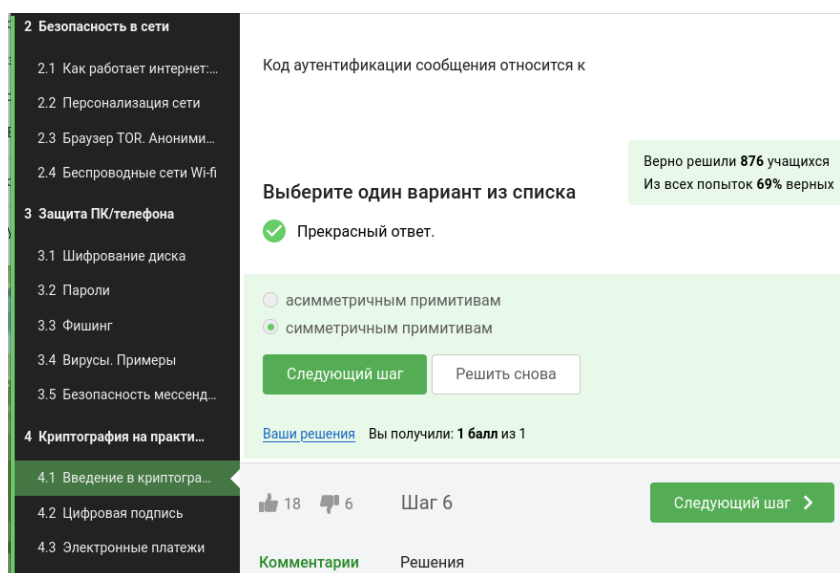 2 Безопасность в сети
2.1 Как работает интернет:...
2.2 Персонализация сети
2.3 Браузер TOR. Аноними...
2.4 Беспроводные сети Wi-fi
3 Защита ПК/телефона
3.1 Шифрование диска
3.2 Пароли
3.3 Фишинг
3.4 Вирусы. Примеры
3.5 Безопасность мессенд...
4 Криптография на практи...
4.1 Введение в криптогра...
4.2 Цифровая подпись
4.3 Электронные платежи
Код аутентификации сообщения относится к
Верно решили 876 учащихся
Из всех попыток 69% верных
Выберите один вариант из списка
Прекрасный ответ.
асимметричным примитивам
симметричным примитивам
Следующий шаг
Решить снова
Ваши решения Вы получили: 1 балл из 1
18 6 Шаг 6
Следующий шаг
Комментарии Решения